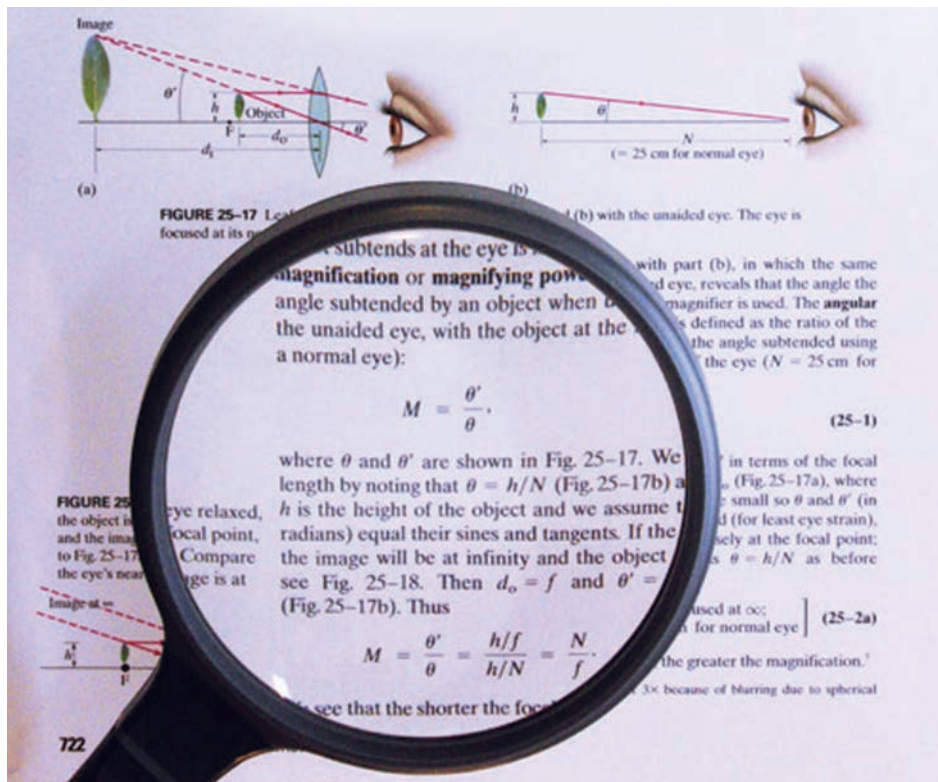 Image
θ′
h
Object
F
d₀
θ′
dᵢ
h
θ
N
(= 25 cm for normal eye)
(a)
(b)
FIGURE 25–17
(b) with the unaided eye. The eye is
focused at its
subtends at the eye is
with part (b), in which the same
magnification or magnifying
eye, reveals that the angle the
angle subtended by an object when
magnifier is used. The angular
the unaided eye, with the object at the
defined as the ratio of the
the angle subtended using
a normal eye):
the eye (N = 25 cm for
M = θ′/θ.
(25–1)
where θ and θ′ are shown in Fig. 25–17. We
in terms of the focal
length by noting that θ = h/N (Fig. 25–17b)
(Fig. 25–17a), where
h is the height of the object and we assume
small so θ and θ′ (in
radians) equal their sines and tangents. If the
(for least eye strain),
the image will be at infinity and the object
at the focal point;
see Fig. 25–18. Then d₀ = f and θ′ =
θ = h/N as before
(Fig. 25–17b). Thus
FIGURE 25
eye relaxed,
the object
focal point,
and the
Compare
to Fig. 25–17
is at
the eye's near
Image at ∞
h
F
M = θ′/θ = (h/f)/(h/N) = N/f.
at ∞;
for normal eye
(25–2a)
the greater the magnification.
see that the shorter the
3× because of blurring due to spherical
722